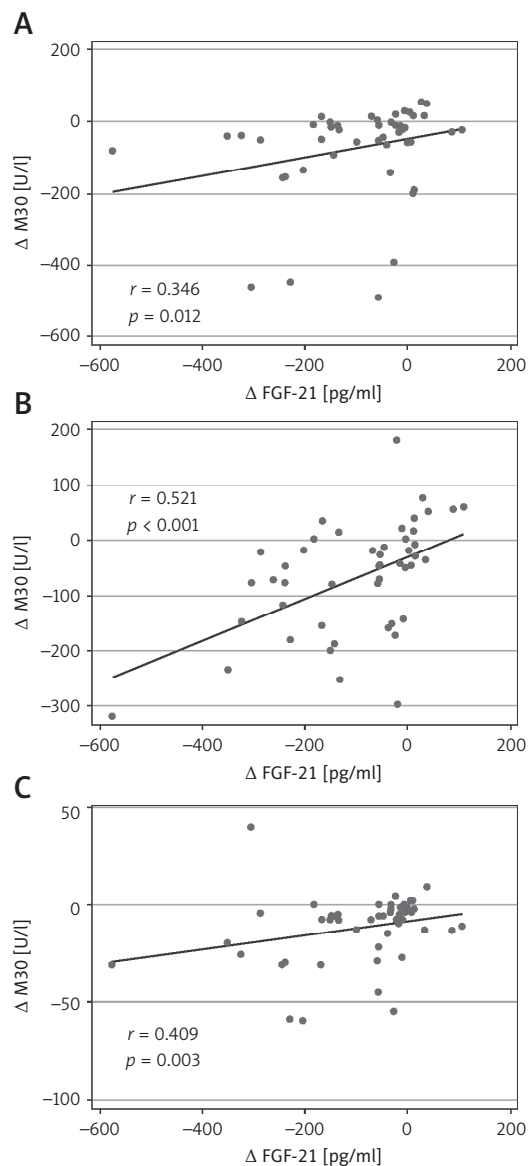 A
200
0
−200
−400
−600
Δ M30 [U/l]
r = 0.346
p = 0.012
−600 −400 −200 0 200
Δ FGF-21 [pg/ml]
B
200
100
0
−100
−200
−300
Δ M30 [U/l]
r = 0.521
p < 0.001
−600 −400 −200 0 200
Δ FGF-21 [pg/ml]
C
50
0
−50
−100
Δ M30 [U/l]
r = 0.409
p = 0.003
−600 −400 −200 0 200
Δ FGF-21 [pg/ml]